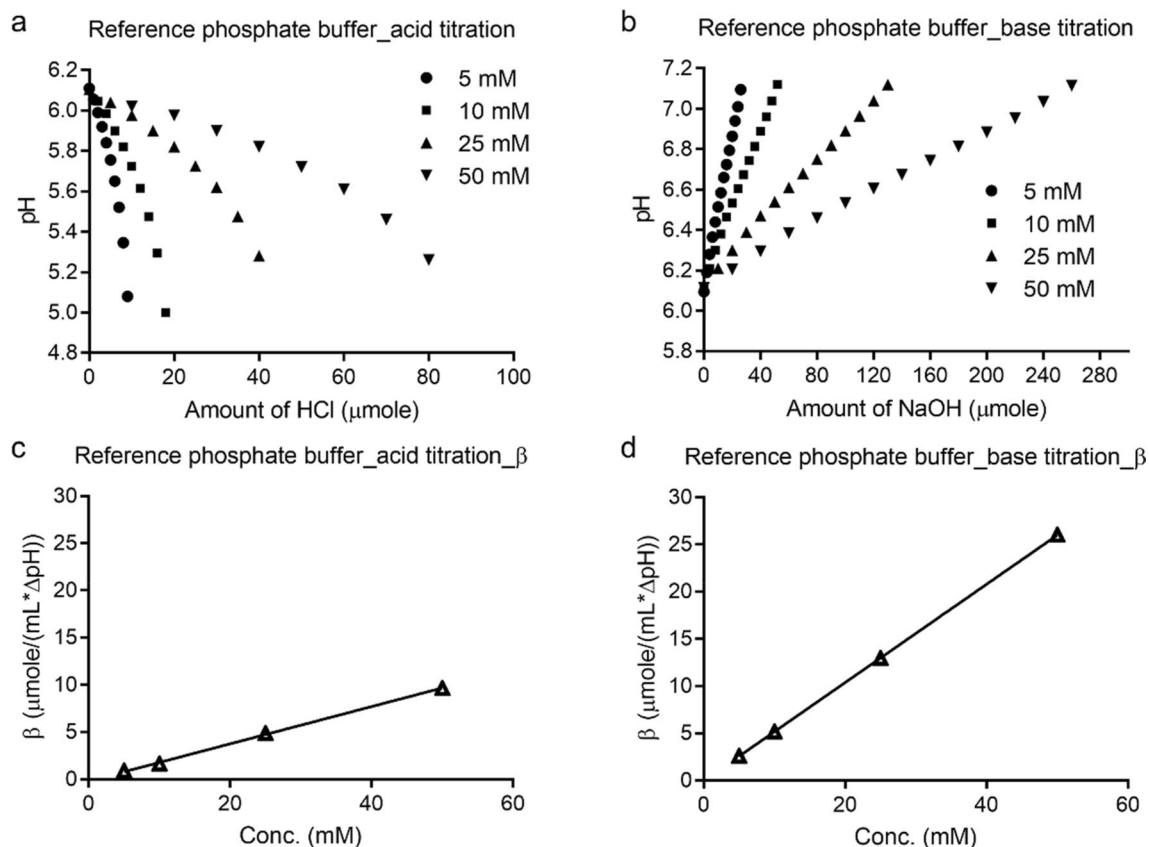 a
Reference phosphate buffer_acid titration
6.2
6.0
5.8
5.6
5.4
5.2
5.0
4.8
pH
5 mM
10 mM
25 mM
50 mM
0 20 40 60 80 100
Amount of HCl (μmole)
b
Reference phosphate buffer_base titration
7.2
7.0
6.6
6.2
6.0
5.8
pH
5 mM
10 mM
25 mM
50 mM
0 40 80 120 160 200 240 280
Amount of NaOH (μmole)
c
Reference phosphate buffer_acid titration_β
30
25
20
15
10
5
0
β (μmole/(mL*ΔpH))
0 20 40 60
Conc. (mM)
d
Reference phosphate buffer_base titration_β
30
25
20
15
10
5
0
β (μmole/(mL*ΔpH))
0 20 40 60
Conc. (mM)